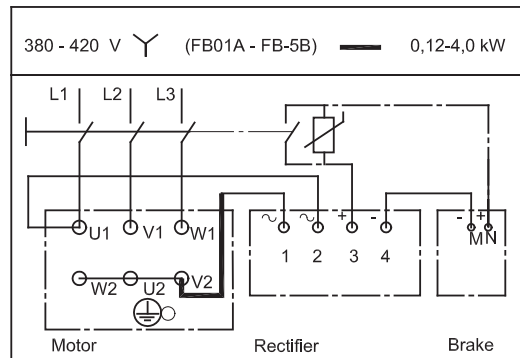 380 - 420 V (FB01A - FB-5B) 0,12-4,0 kW
L1 L2 L3
U1 V1 W1 ~ ~ + - - +
M N
1 2 3 4
W2 U2 V2
Motor Rectifier Brake